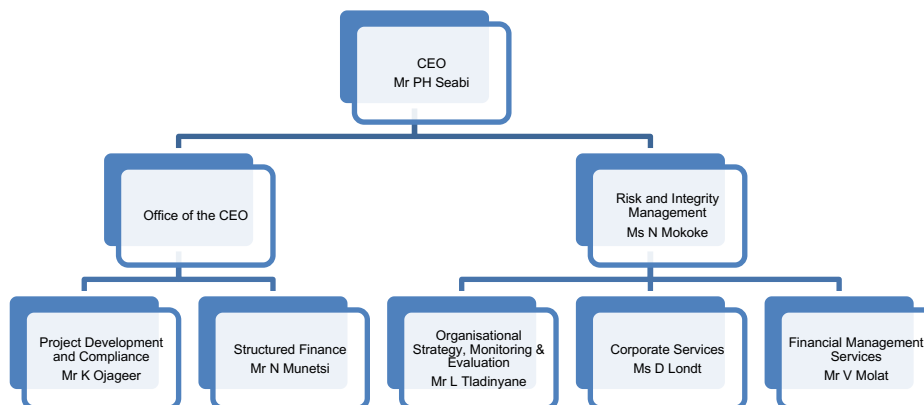 CEO
Mr PH Seabi
Office of the CEO
Risk and Integrity
Management
Ms N Mokoke
Project Development
and Compliance
Mr K Ojageer
Structured Finance
Mr N Munetsi
Organisational
Strategy, Monitoring &
Evaluation
Mr L Tladinyane
Corporate Services
Ms D Londt
Financial Management
Services
Mr V Molat